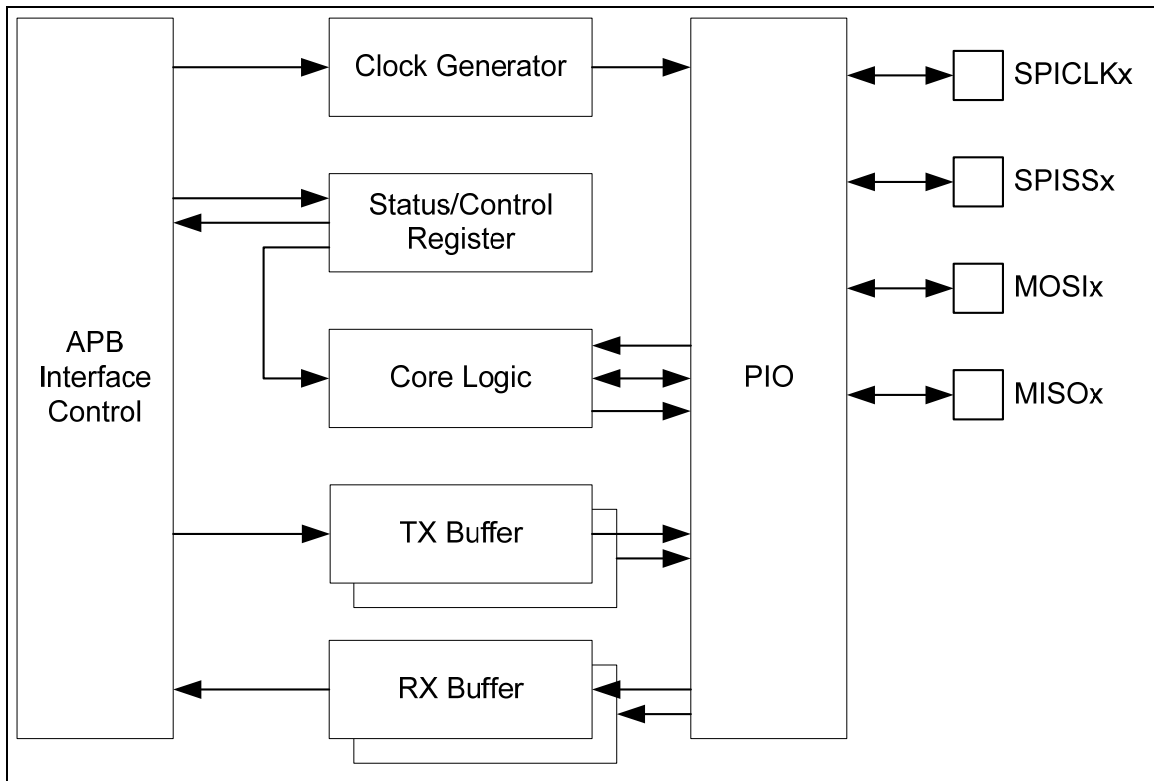 APB
Interface
Control
Clock Generator
Status/Control
Register
Core Logic
TX Buffer
RX Buffer
PIO
SPICLKx
SPISSx
MOSIx
MISOx